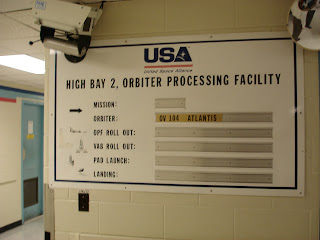 USA
United Space Alliance
HIGH BAY 2, ORBITER PROCESSING FACILITY
MISSION:
ORBITER: OV 104 ATLANTIS
OPF ROLL OUT:
VAB ROLL OUT:
PAD LAUNCH:
LANDING: